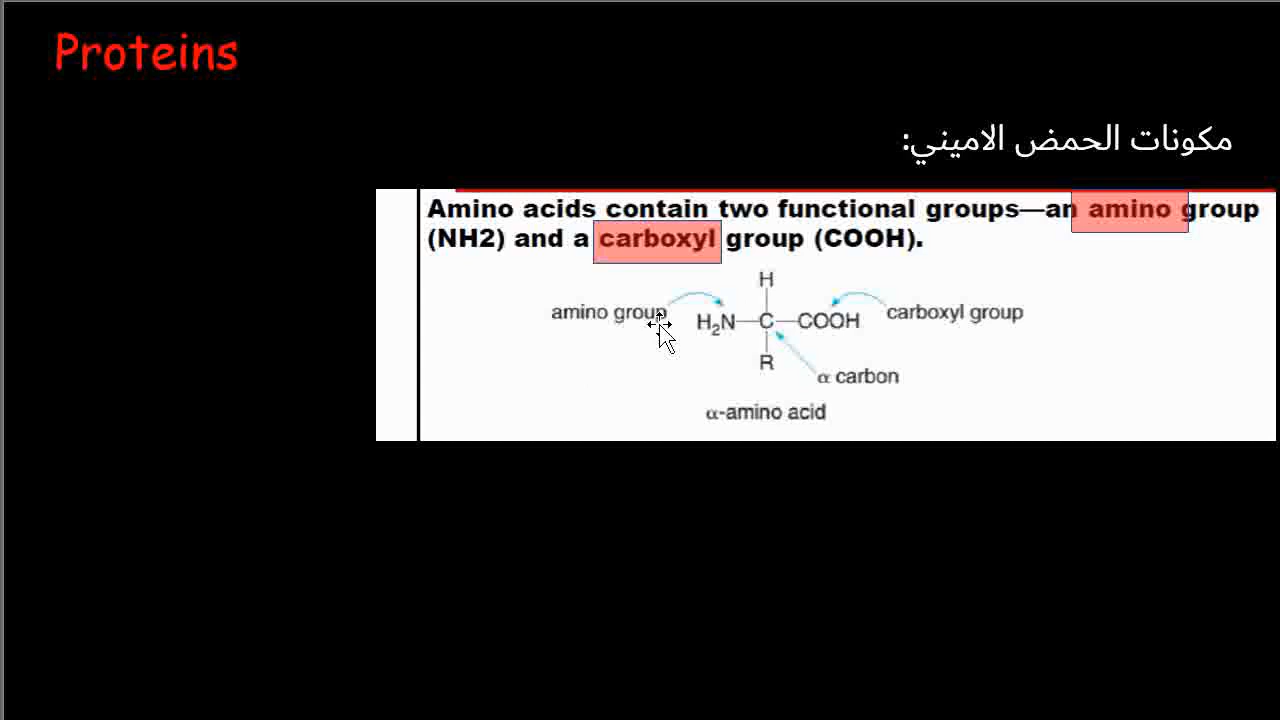 Proteins
مكونات الحمض الاميني:
Amino acids contain two functional groups—an amino group
(NH2) and a carboxyl group (COOH).
H
amino group H₂N—C—COOH carboxyl group
R
α carbon
α-amino acid